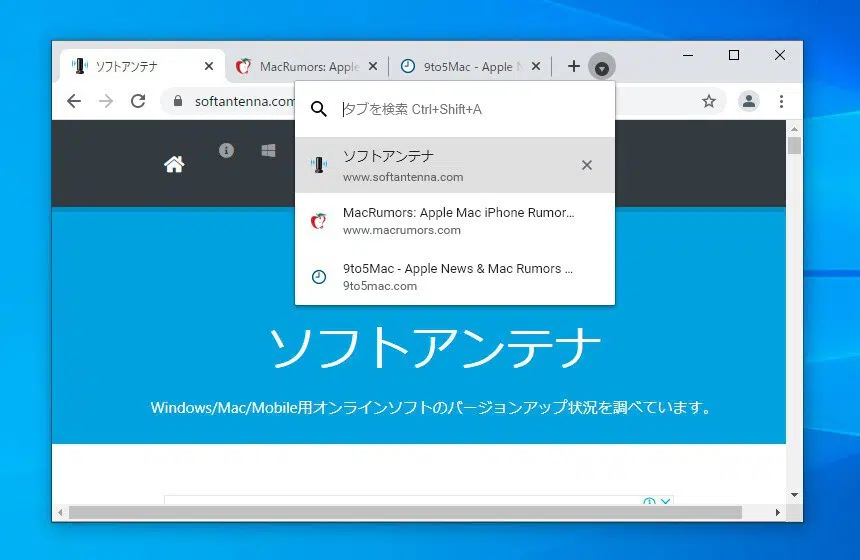 ソフトアンテナ
MacRumors: Apple
9to5Mac - Apple N
softantenna.com
タブを検索 Ctrl+Shift+A
ソフトアンテナ
www.softantenna.com
MacRumors: Apple Mac iPhone Rumor...
www.macrumors.com
9to5Mac - Apple News & Mac Rumors ...
9to5mac.com
ソフトアンテナ
Windows/Mac/Mobile用オンラインソフトのバージョンアップ状況を調べています。